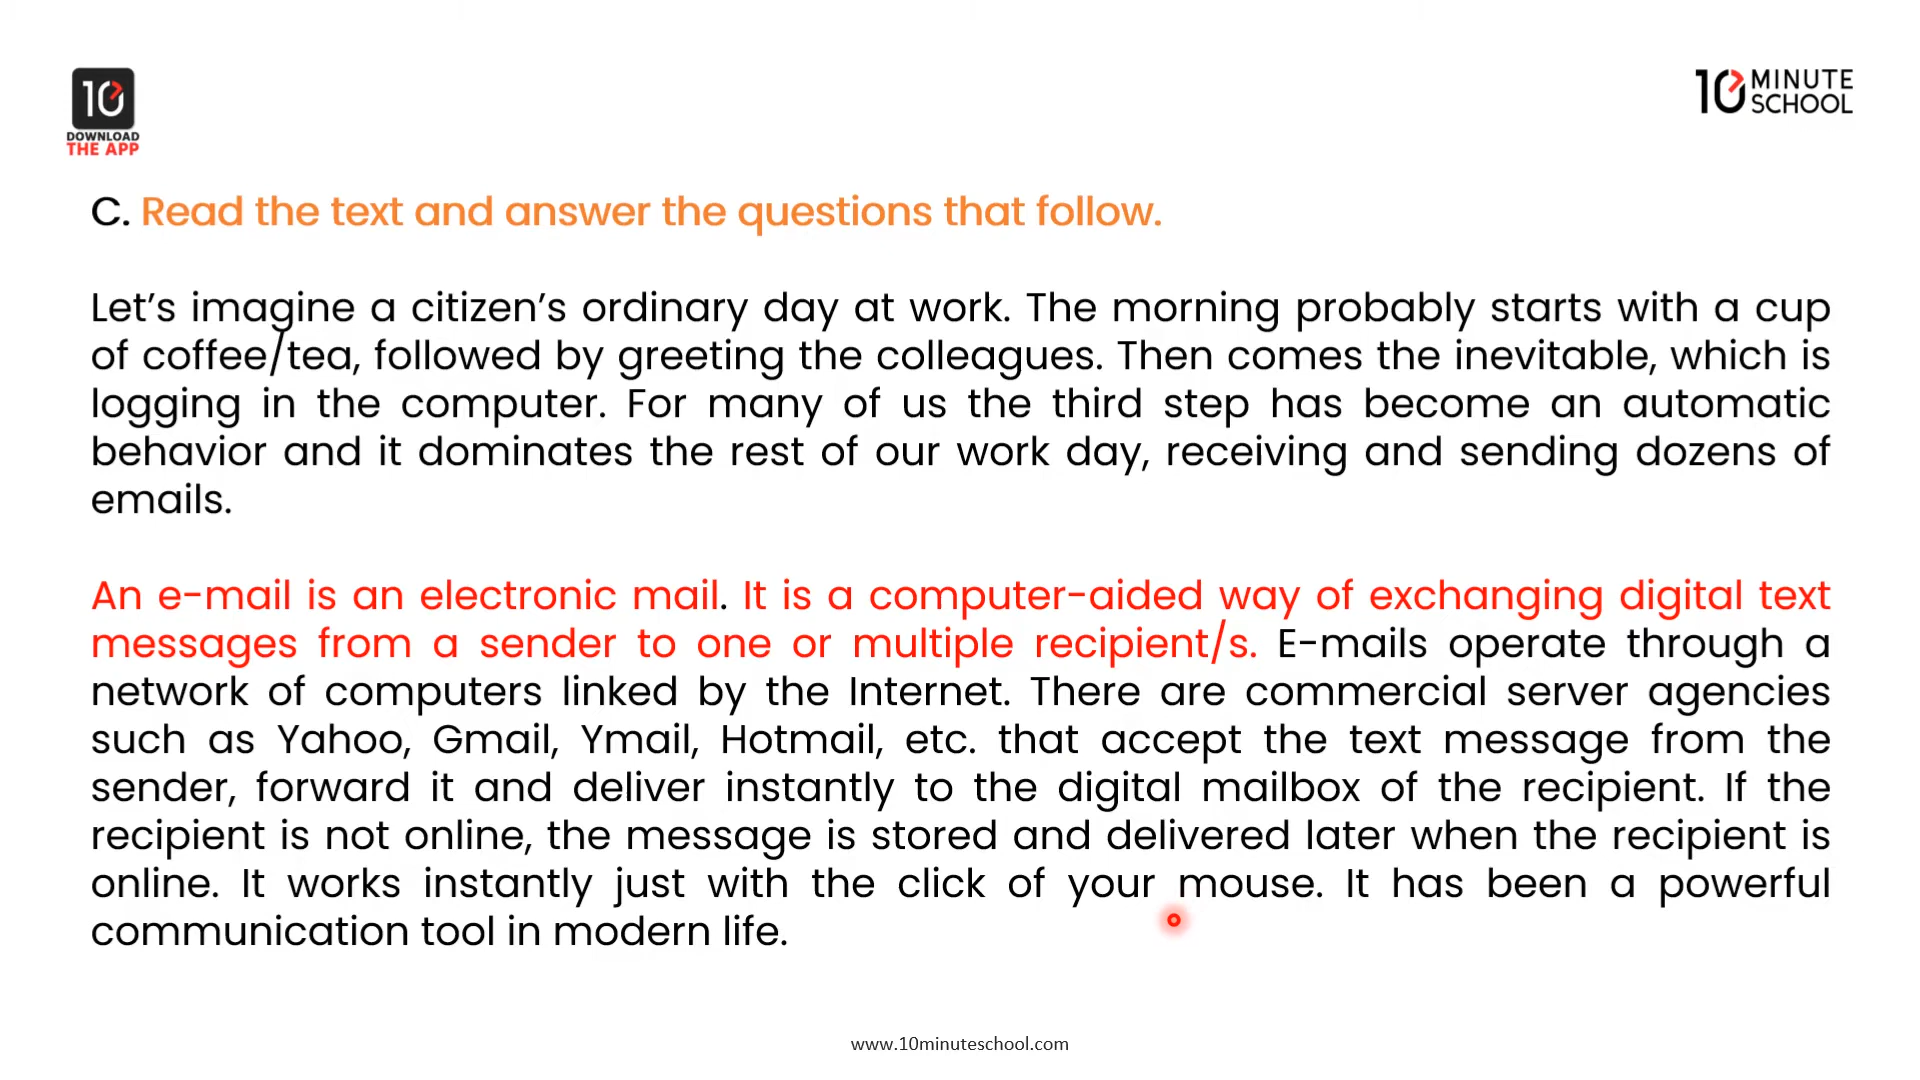 10
DOWNLOAD
THE APP
10 MINUTE
SCHOOL
C. Read the text and answer the questions that follow.
Let’s imagine a citizen’s ordinary day at work. The morning probably starts with a cup
of coffee/tea, followed by greeting the colleagues. Then comes the inevitable, which is
logging in the computer. For many of us the third step has become an automatic
behavior and it dominates the rest of our work day, receiving and sending dozens of
emails.
An e-mail is an electronic mail. It is a computer-aided way of exchanging digital text
messages from a sender to one or multiple recipient/s. E-mails operate through a
network of computers linked by the Internet. There are commercial server agencies
such as Yahoo, Gmail, Ymail, Hotmail, etc. that accept the text message from the
sender, forward it and deliver instantly to the digital mailbox of the recipient. If the
recipient is not online, the message is stored and delivered later when the recipient is
online. It works instantly just with the click of your mouse. It has been a powerful
communication tool in modern life.
www.10minuteschool.com